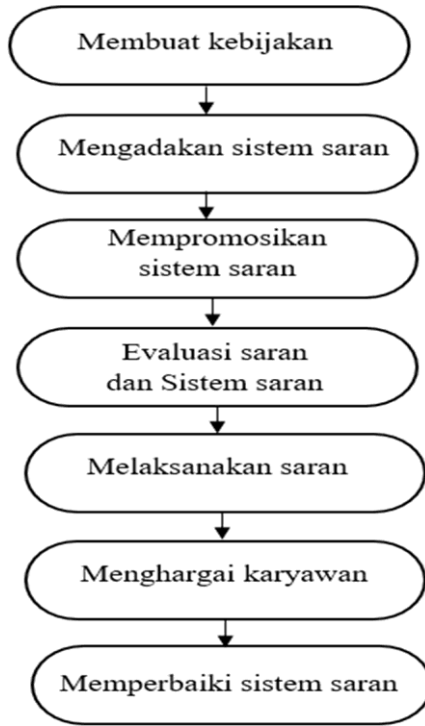 Membuat kebijakan
Mengadakan sistem saran
Mempromosikan
sistem saran
Evaluasi saran
dan Sistem saran
Melaksanakan saran
Menghargai karyawan
Memperbaiki sistem saran